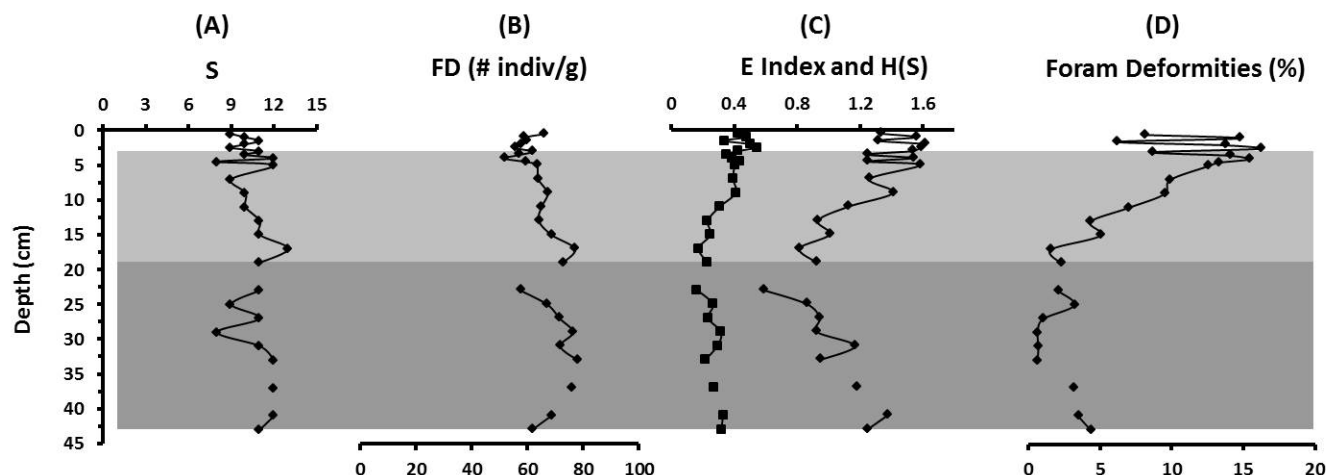 (A) (B) (C) (D)
S FD (# indiv/g) E Index and H(S) Foram Deformities (%)
0 3 6 9 12 15 0 0.4 0.8 1.2 1.6
0
5
10
15
20
25
30
35
40
45
Depth (cm)
0 20 40 60 80 100 0 5 10 15 20